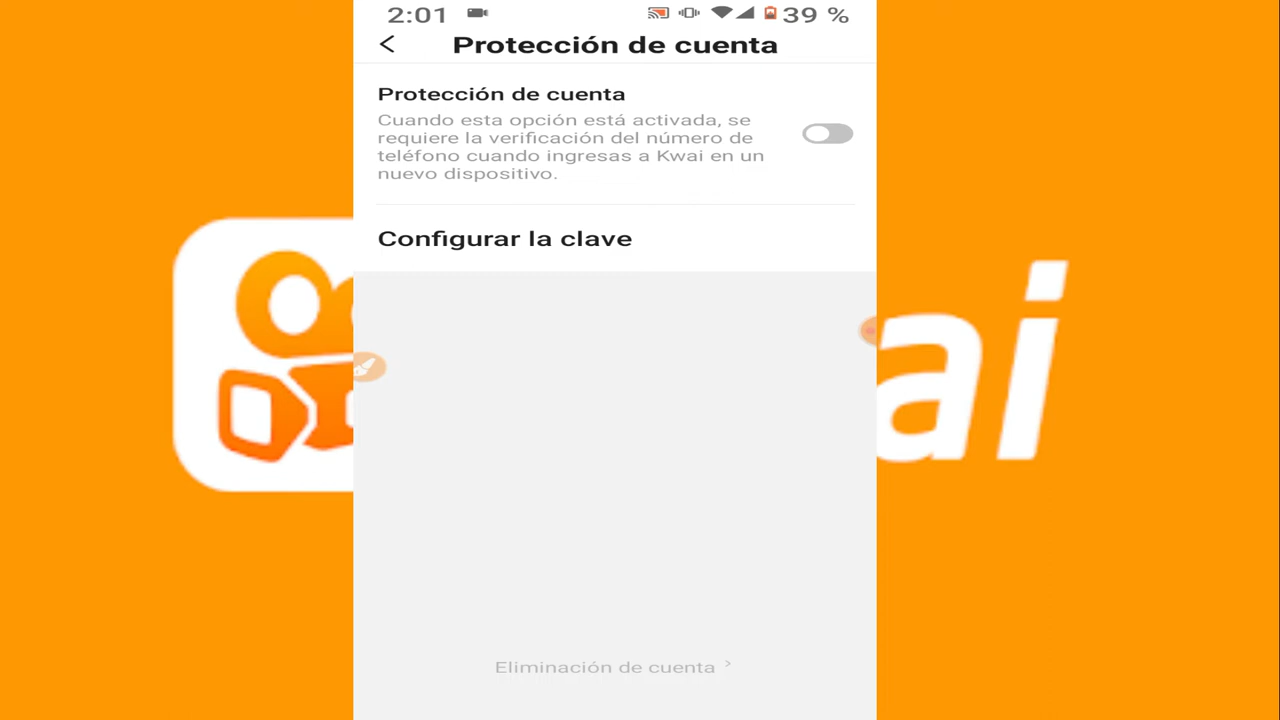 2:01 39 %
Protección de cuenta
Protección de cuenta
Cuando esta opción está activada, se
requiere la verificación del número de
teléfono cuando ingresas a Kwai en un
nuevo dispositivo.
Configurar la clave
ai
Eliminación de cuenta >